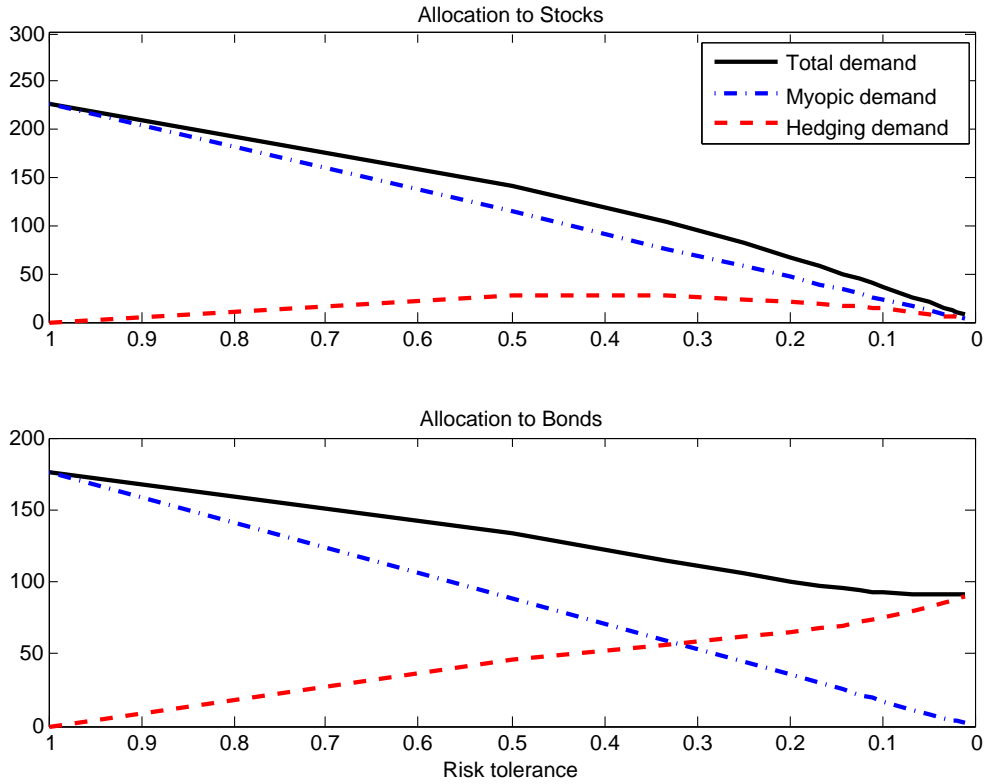 Allocation to Stocks
300
250
200
150
100
50
0
Total demand
Myopic demand
Hedging demand
1 0.9 0.8 0.7 0.6 0.5 0.4 0.3 0.2 0.1 0
Allocation to Bonds
200
150
100
50
0
1 0.9 0.8 0.7 0.6 0.5 0.4 0.3 0.2 0.1 0
Risk tolerance